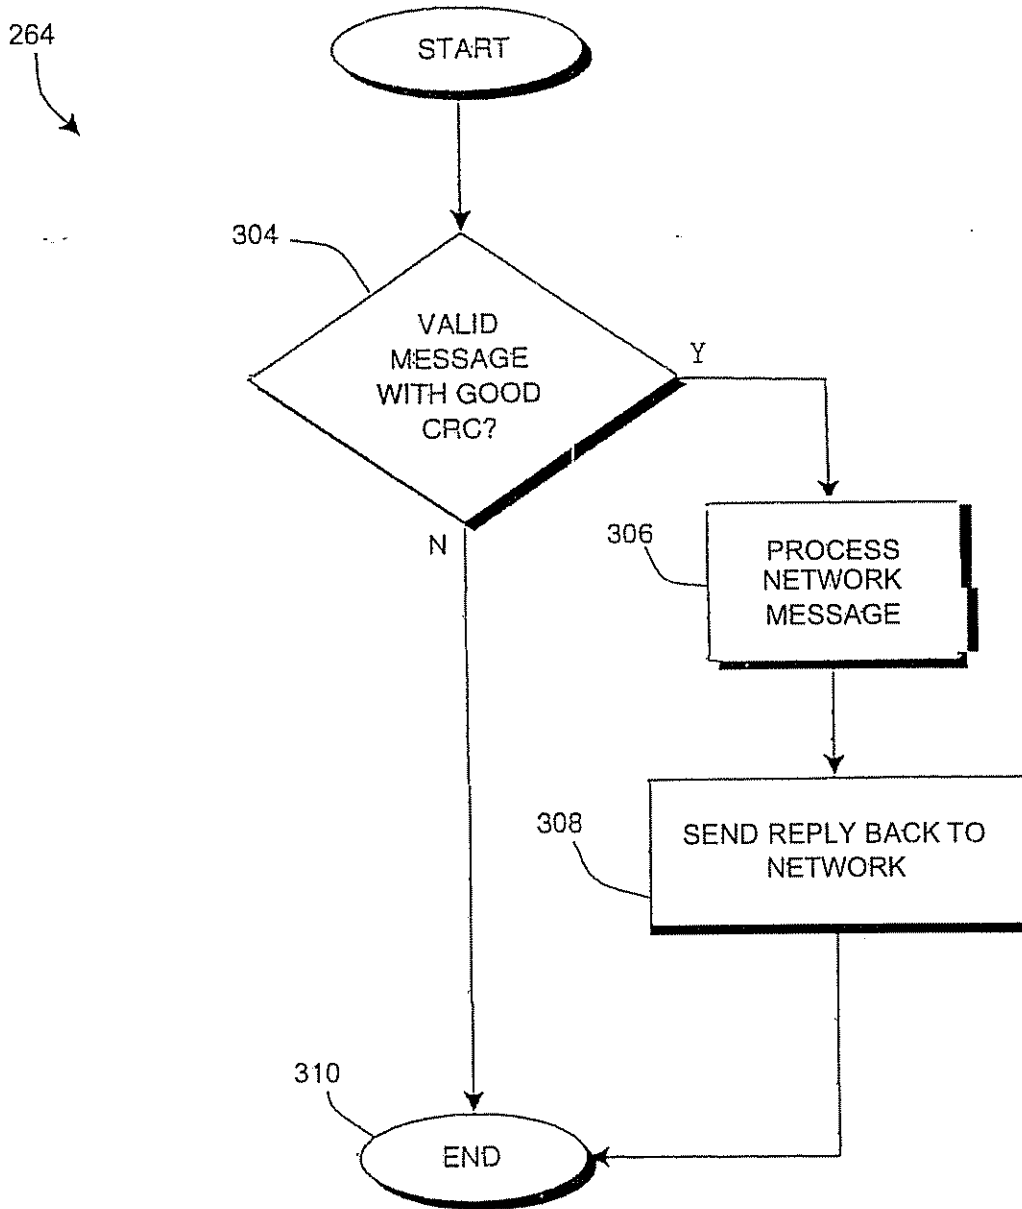 264
START
304
VALID
MESSAGE
WITH GOOD
CRC?
Y
N
306
PROCESS
NETWORK
MESSAGE
308
SEND REPLY BACK TO
NETWORK
310
END